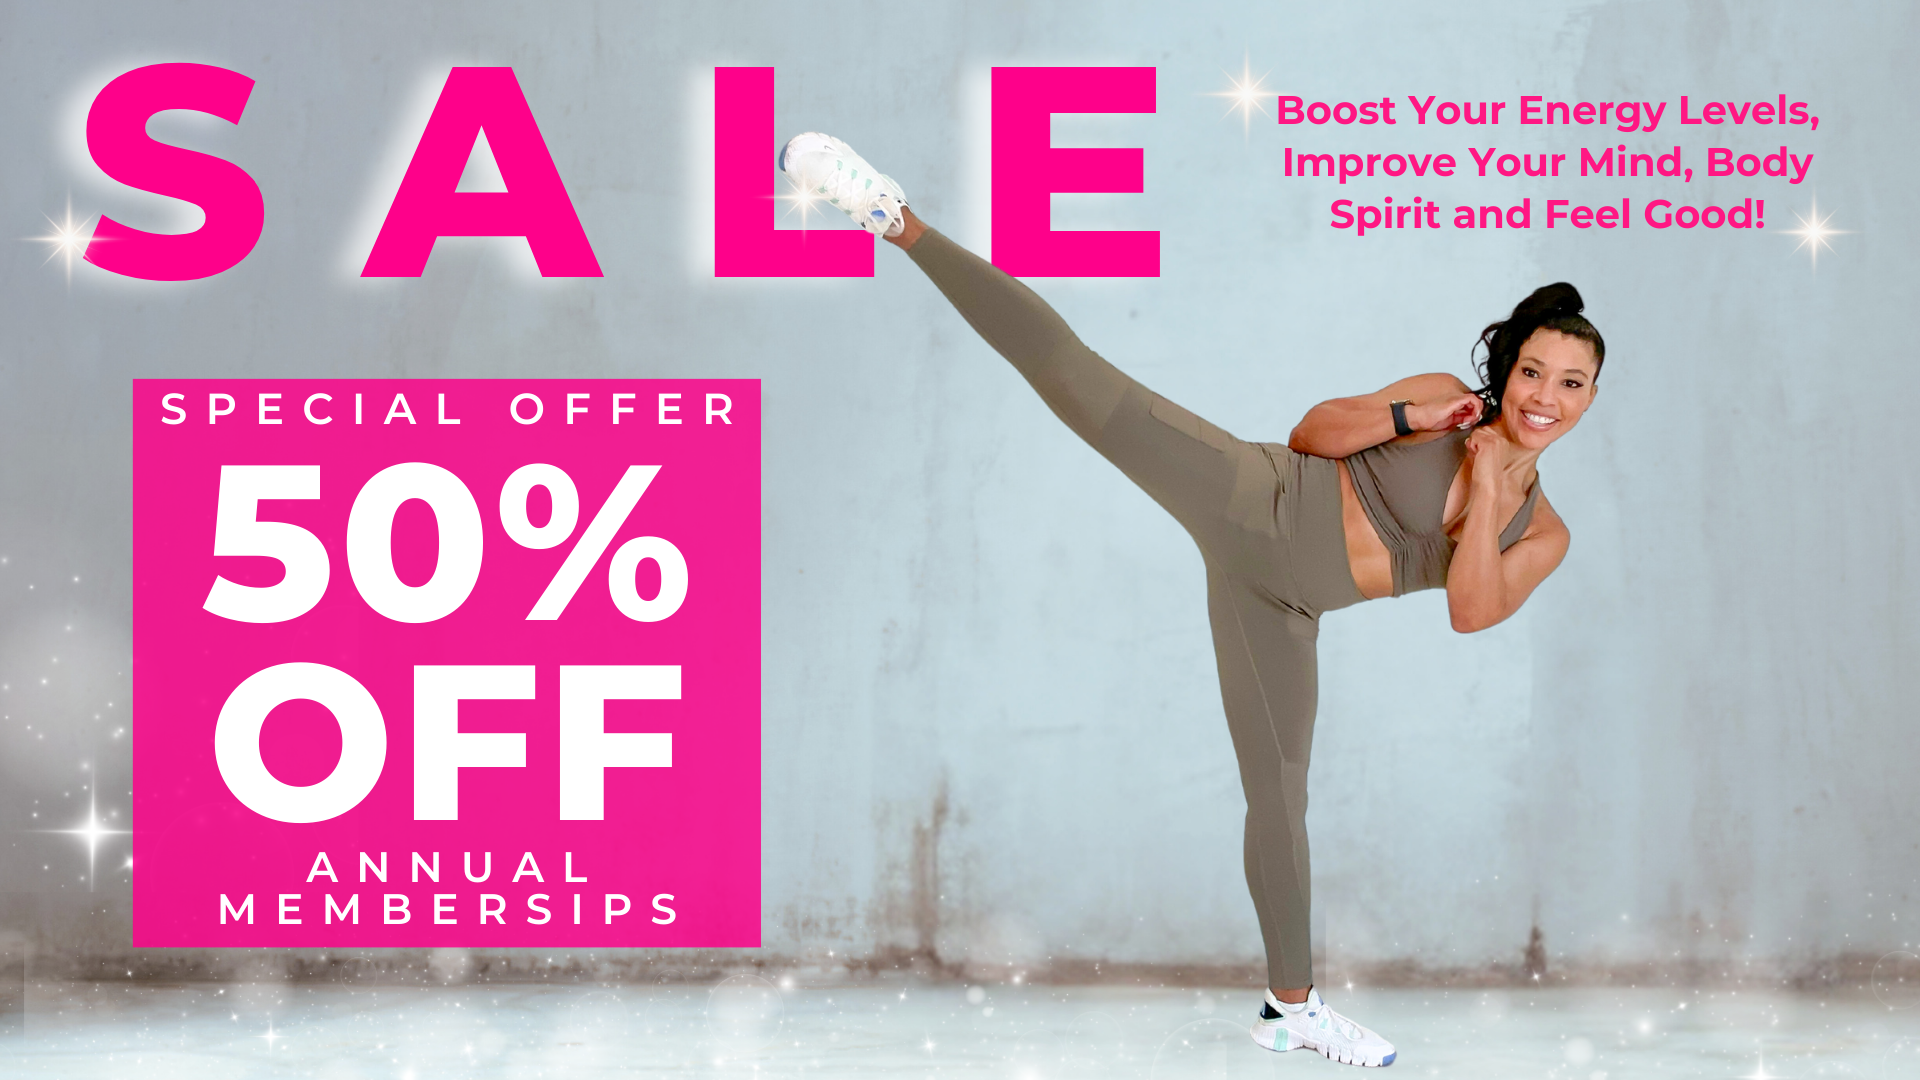 SALE
Boost Your Energy Levels,
Improve Your Mind, Body
Spirit and Feel Good!
SPECIAL OFFER
50%
OFF
ANNUAL
MEMBERSIPS